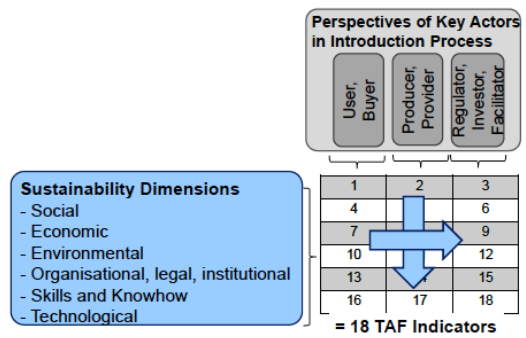 Perspectives of Key Actors
in Introduction Process
User,
Buyer
Producer,
Provider
Regulator,
Investor,
Facilitator
Sustainability Dimensions
- Social
- Economic
- Environmental
- Organisational, legal, institutional
- Skills and Knowhow
- Technological
1 2 3
4 6
7 9
10 12
13 15
16 17 18
= 18 TAF Indicators